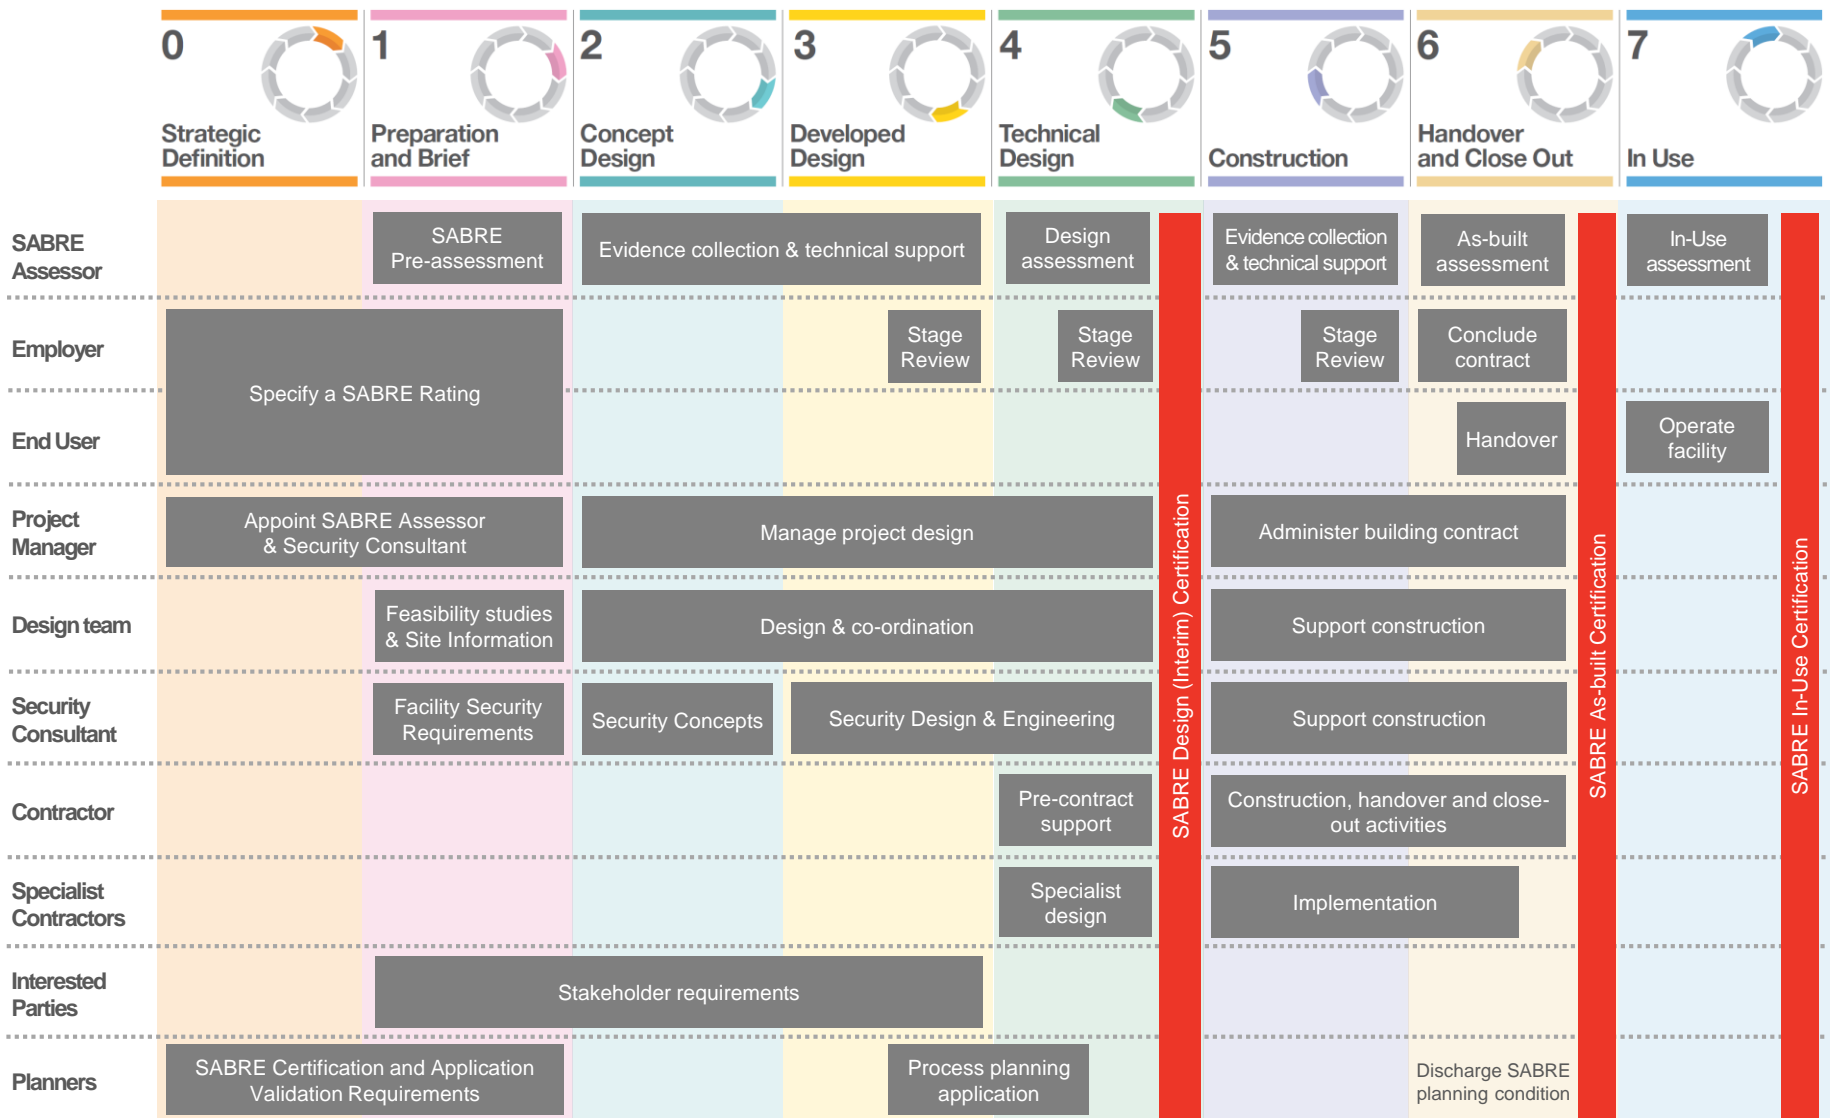 0
Strategic
Definition
1
Preparation
and Brief
2
Concept
Design
3
Developed
Design
4
Technical
Design
5
Construction
6
Handover
and Close Out
7
In Use
SABRE
Assessor
SABRE
Pre-assessment
Evidence collection & technical support
Design
assessment
Evidence collection
& technical support
As-built
assessment
In-Use
assessment
Employer
Specify a SABRE Rating
Stage
Review
Stage
Review
Stage
Review
Conclude
contract
End User
Handover
Operate
facility
Project
Manager
Appoint SABRE Assessor
& Security Consultant
Manage project design
Administer building contract
Design team
Feasibility studies
& Site Information
Design & co-ordination
Support construction
Security
Consultant
Facility Security
Requirements
Security Concepts
Security Design & Engineering
Support construction
Contractor
Pre-contract
support
Construction, handover and close-
out activities
Specialist
Contractors
Specialist
design
Implementation
Interested
Parties
Stakeholder requirements
Planners
SABRE Certification and Application
Validation Requirements
Process planning
application
Discharge SABRE
planning condition
SABRE Design (Interim) Certification
SABRE As-built Certification
SABRE In-Use Certification